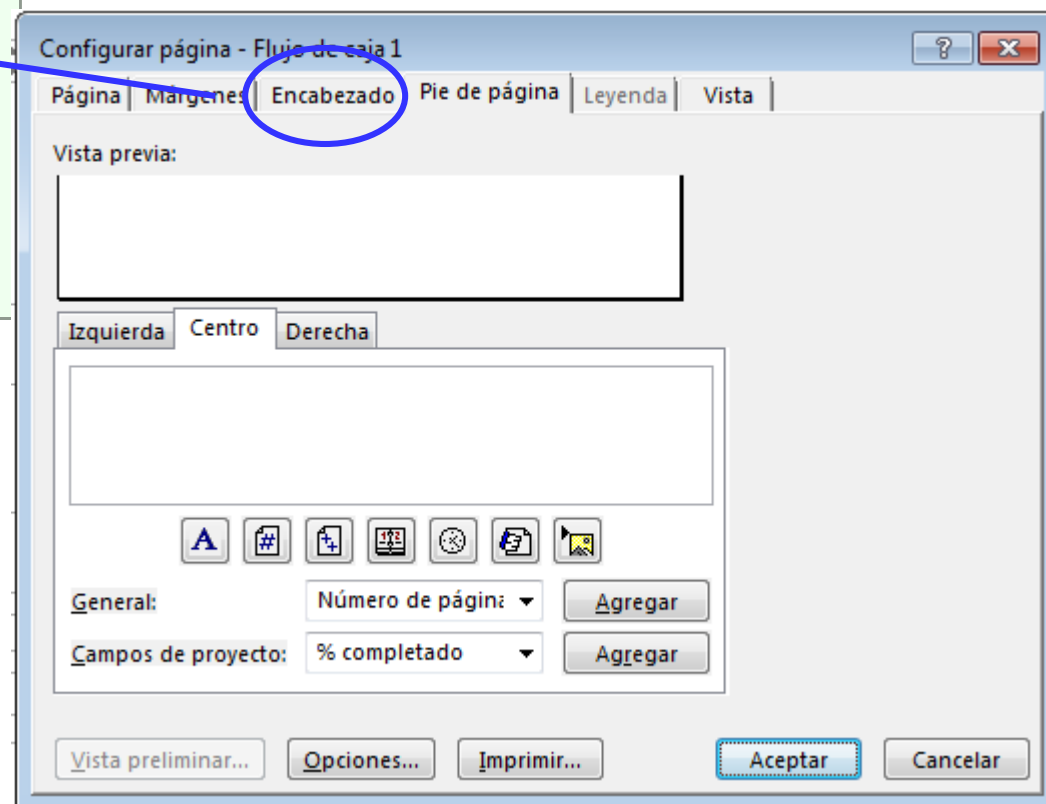 Configurar página - Flujo de caja 1
Página Márgenes Encabezado Pie de página Leyenda Vista
Vista previa:
Izquierda Centro Derecha
A # 
General: Número de página Agregar
Campos de proyecto: % completado Agregar
Vista preliminar... Opciones... Imprimir... Aceptar Cancelar